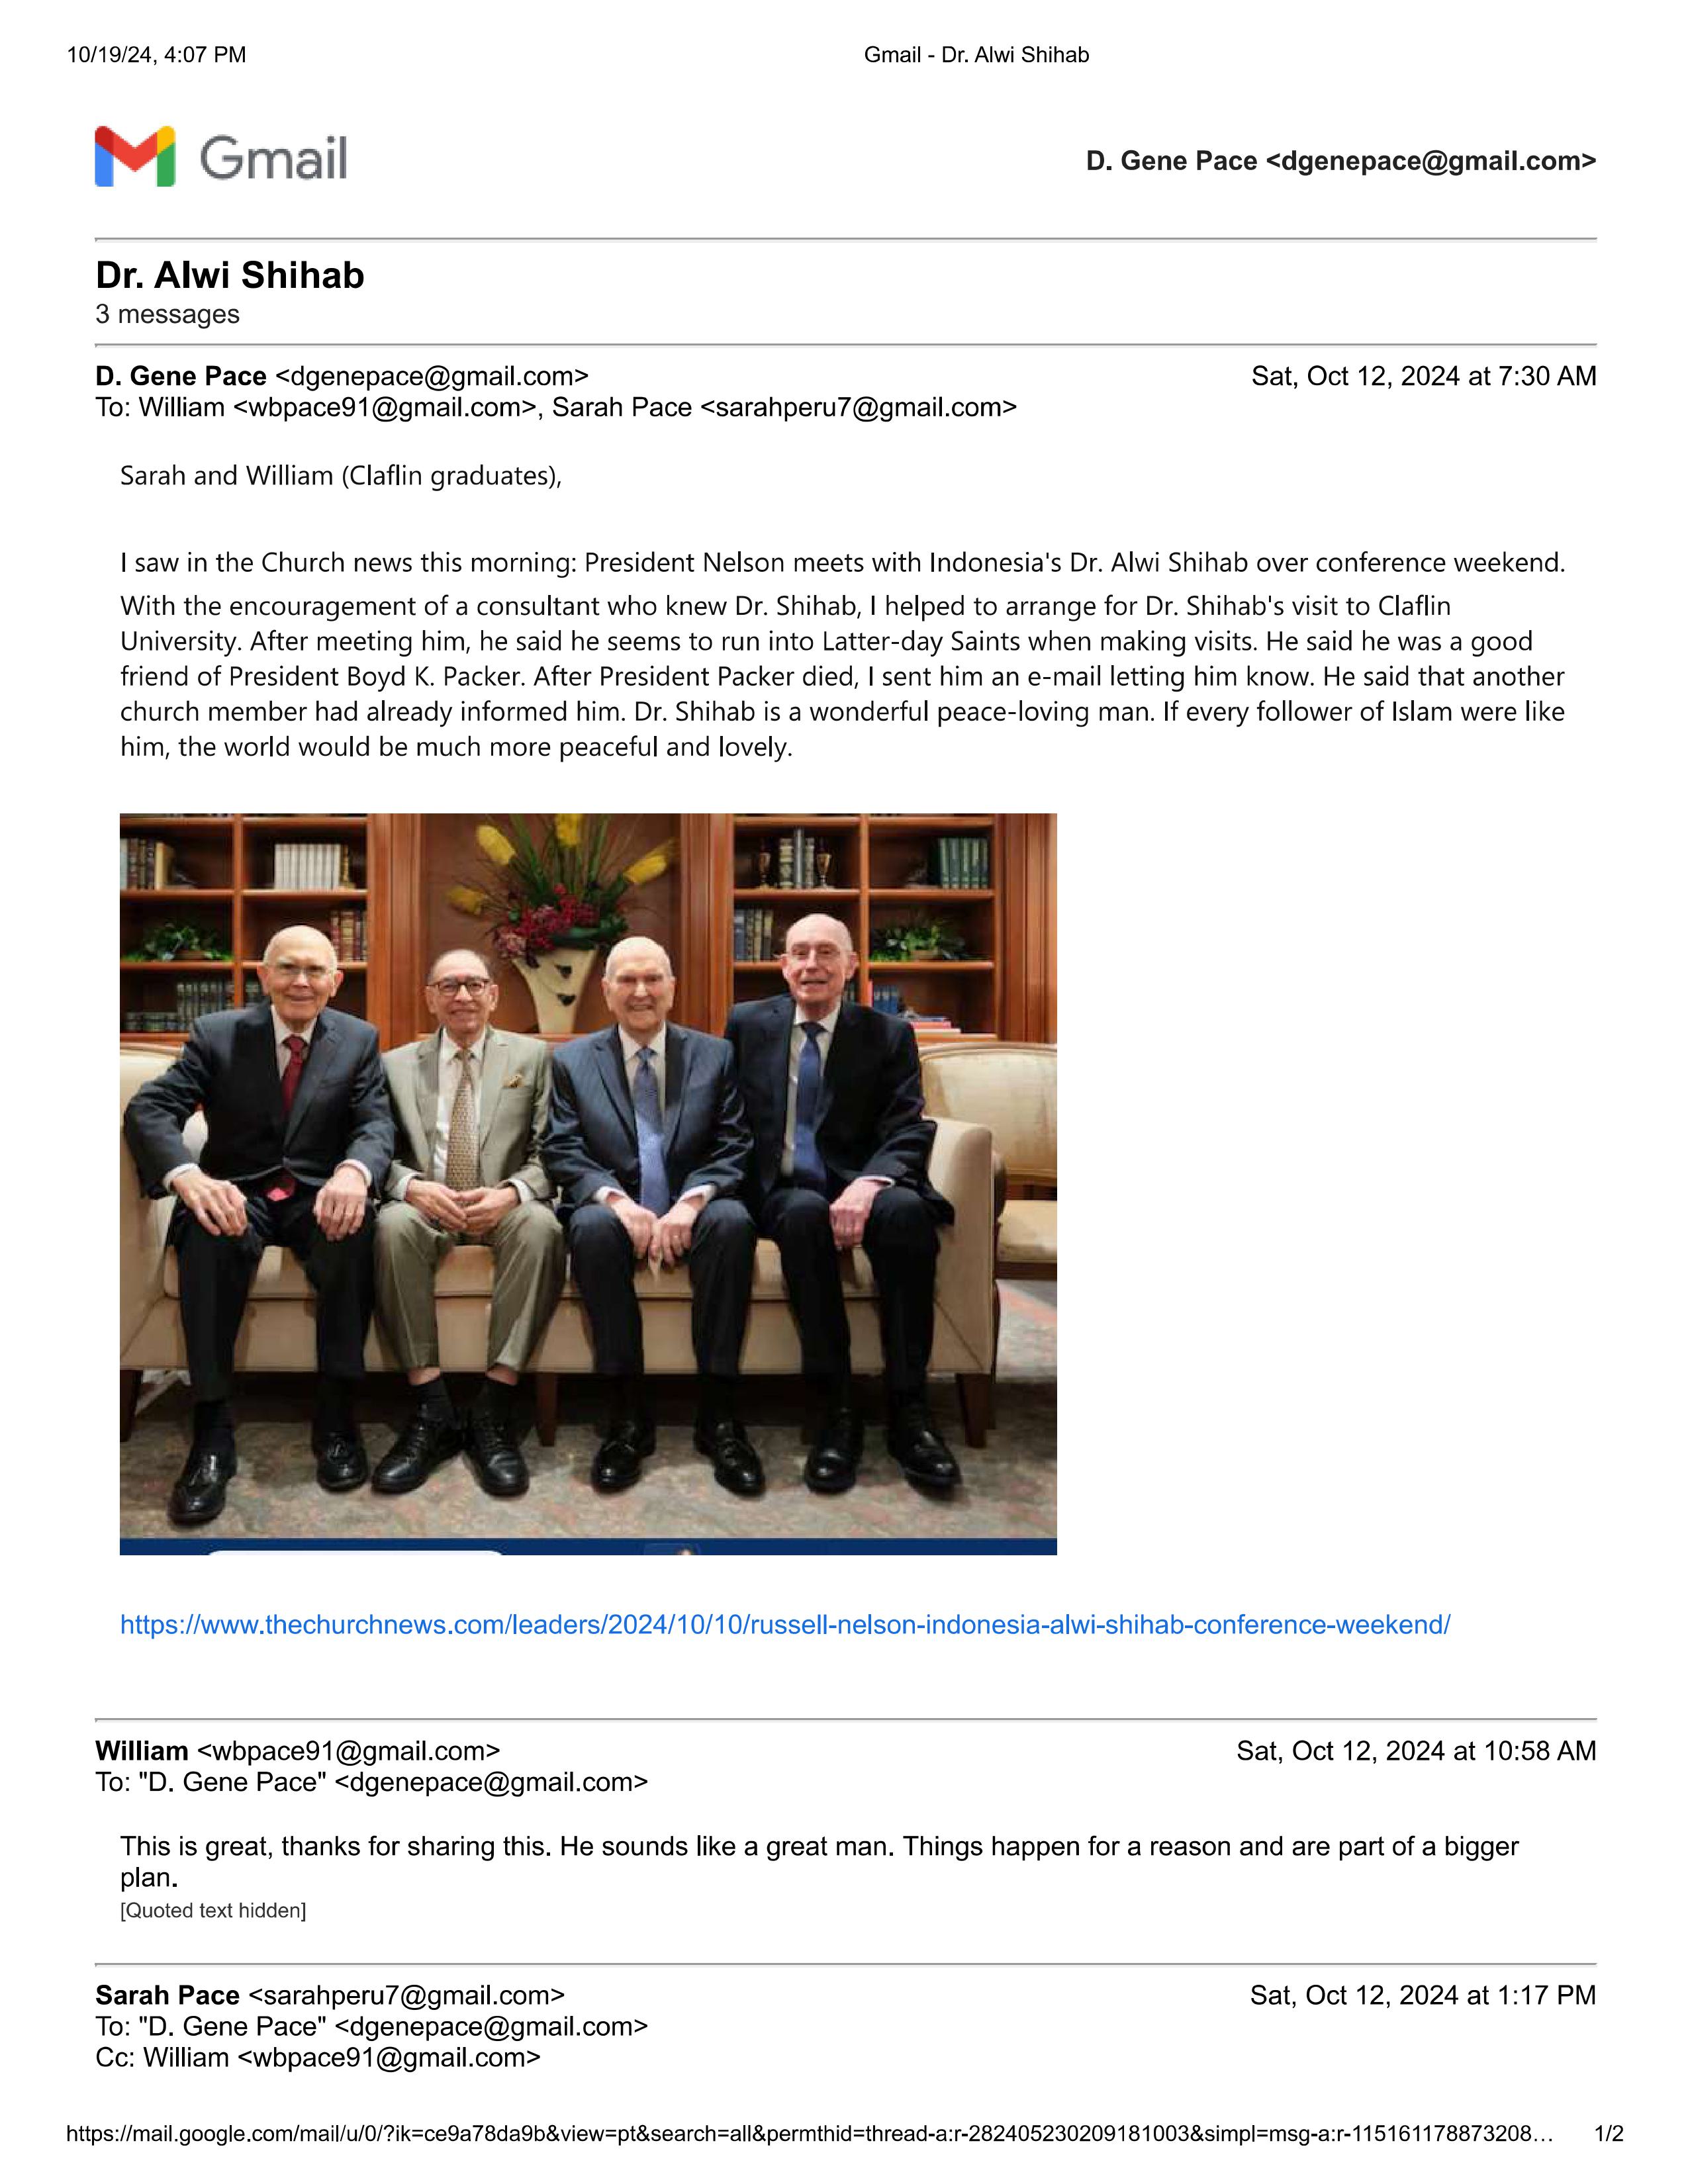 10/19/24, 4:07 PM
Gmail - Dr. Alwi Shihab
Gmail
D. Gene Pace <dgenepace@gmail.com>
Dr. Alwi Shihab
3 messages
D. Gene Pace <dgenepace@gmail.com>
Sat, Oct 12, 2024 at 7:30 AM
To: William <wbpace91@gmail.com>, Sarah Pace <sarahperu7@gmail.com>
Sarah and William (Claflin graduates),
I saw in the Church news this morning: President Nelson meets with Indonesia's Dr. Alwi Shihab over conference weekend.
With the encouragement of a consultant who knew Dr. Shihab, I helped to arrange for Dr. Shihab's visit to Claflin
University. After meeting him, he said he seems to run into Latter-day Saints when making visits. He said he was a good
friend of President Boyd K. Packer. After President Packer died, I sent him an e-mail letting him know. He said that another
church member had already informed him. Dr. Shihab is a wonderful peace-loving man. If every follower of Islam were like
him, the world would be much more peaceful and lovely.
https://www.thechurchnews.com/leaders/2024/10/10/russell-nelson-indonesia-alwi-shihab-conference-weekend/
William <wbpace91@gmail.com>
Sat, Oct 12, 2024 at 10:58 AM
To: "D. Gene Pace" <dgenepace@gmail.com>
This is great, thanks for sharing this. He sounds like a great man. Things happen for a reason and are part of a bigger
plan.
[Quoted text hidden]
Sarah Pace <sarahperu7@gmail.com>
Sat, Oct 12, 2024 at 1:17 PM
To: "D. Gene Pace" <dgenepace@gmail.com>
Cc: William <wbpace91@gmail.com>
https://mail.google.com/mail/u/0/?ik=ce9a78da9b&view=pt&search=all&permthid=thread-a:r-282405230209181003&simpl=msg-a:r-115161178873208…
1/2